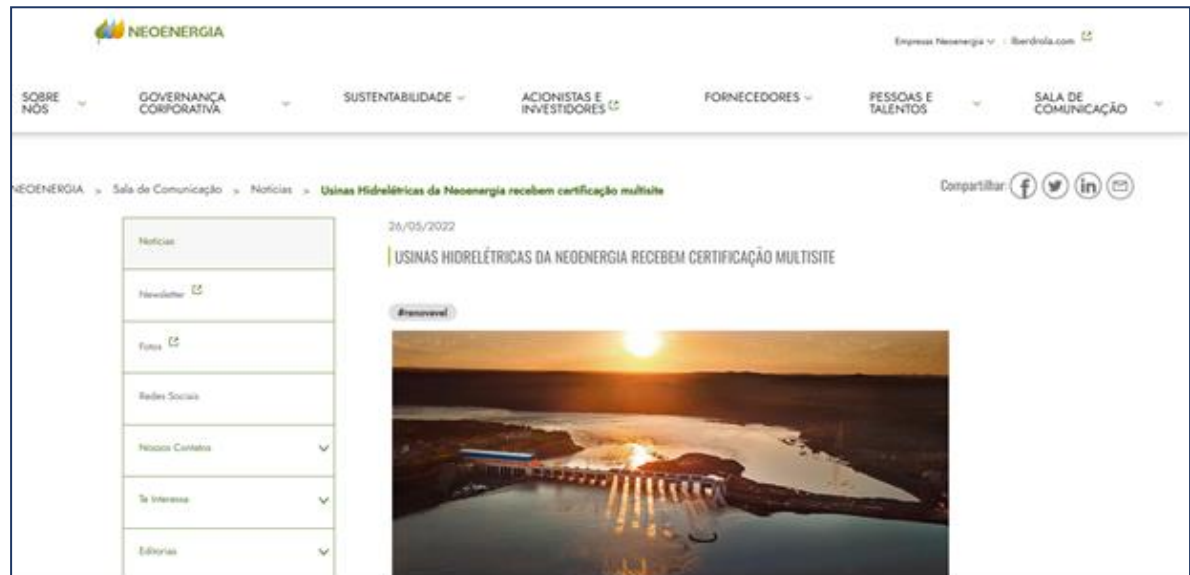 NEOENERGIA
Empresas Neoenergia
Iberdrola.com
SOBRE NÓS
GOVERNANÇA CORPORATIVA
SUSTENTABILIDADE
ACIONISTAS E INVESTIDORES
FORNECEDORES
PESSOAS E TALENTOS
SALA DE COMUNICAÇÃO
NEOENERGIA » Sala de Comunicação » Notícias » Usinas Hidrelétricas da Neoenergia recebem certificação multisite
Compartilhar
Notícias
Newsletter
Fotos
Redes Sociais
Nossos Contatos
Te Interessa
Editorias
26/05/2022
USINAS HIDRELÉTRICAS DA NEOENERGIA RECEBEM CERTIFICAÇÃO MULTISITE
#renovavel